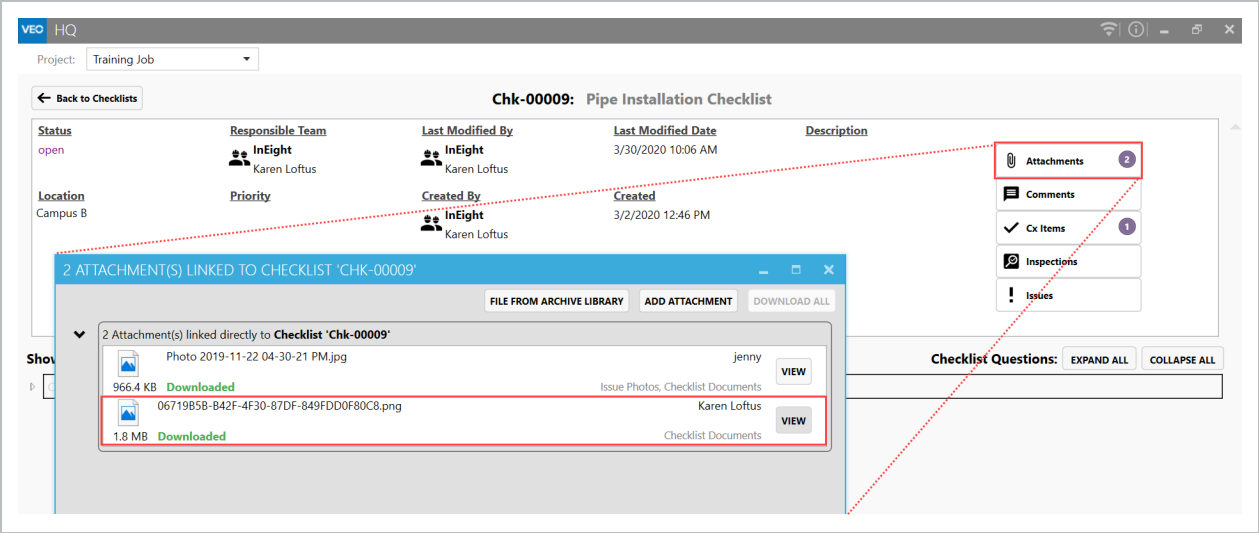 VEO HQ
Project: Training Job
Back to Checklists
Chk-00009: Pipe Installation Checklist
Status Responsible Team Last Modified By Last Modified Date Description
open InEight InEight 3/30/2020 10:06 AM
Karen Loftus Karen Loftus
Location Priority Created By Created
Campus B InEight 3/2/2020 12:46 PM
Karen Loftus
Attachments 2
Comments
Cx Items 1
Inspections
Issues
2 ATTACHMENT(S) LINKED TO CHECKLIST 'CHK-00009'
FILE FROM ARCHIVE LIBRARY ADD ATTACHMENT DOWNLOAD ALL
2 Attachment(s) linked directly to Checklist 'Chk-00009'
Photo 2019-11-22 04-30-21 PM.jpg jenny
VIEW
966.4 KB Downloaded Issue Photos, Checklist Documents
06719B5B-B42F-4F30-87DF-849FDD0F80C8.png Karen Loftus
VIEW
1.8 MB Downloaded Checklist Documents
Checklist Questions: EXPAND ALL COLLAPSE ALL